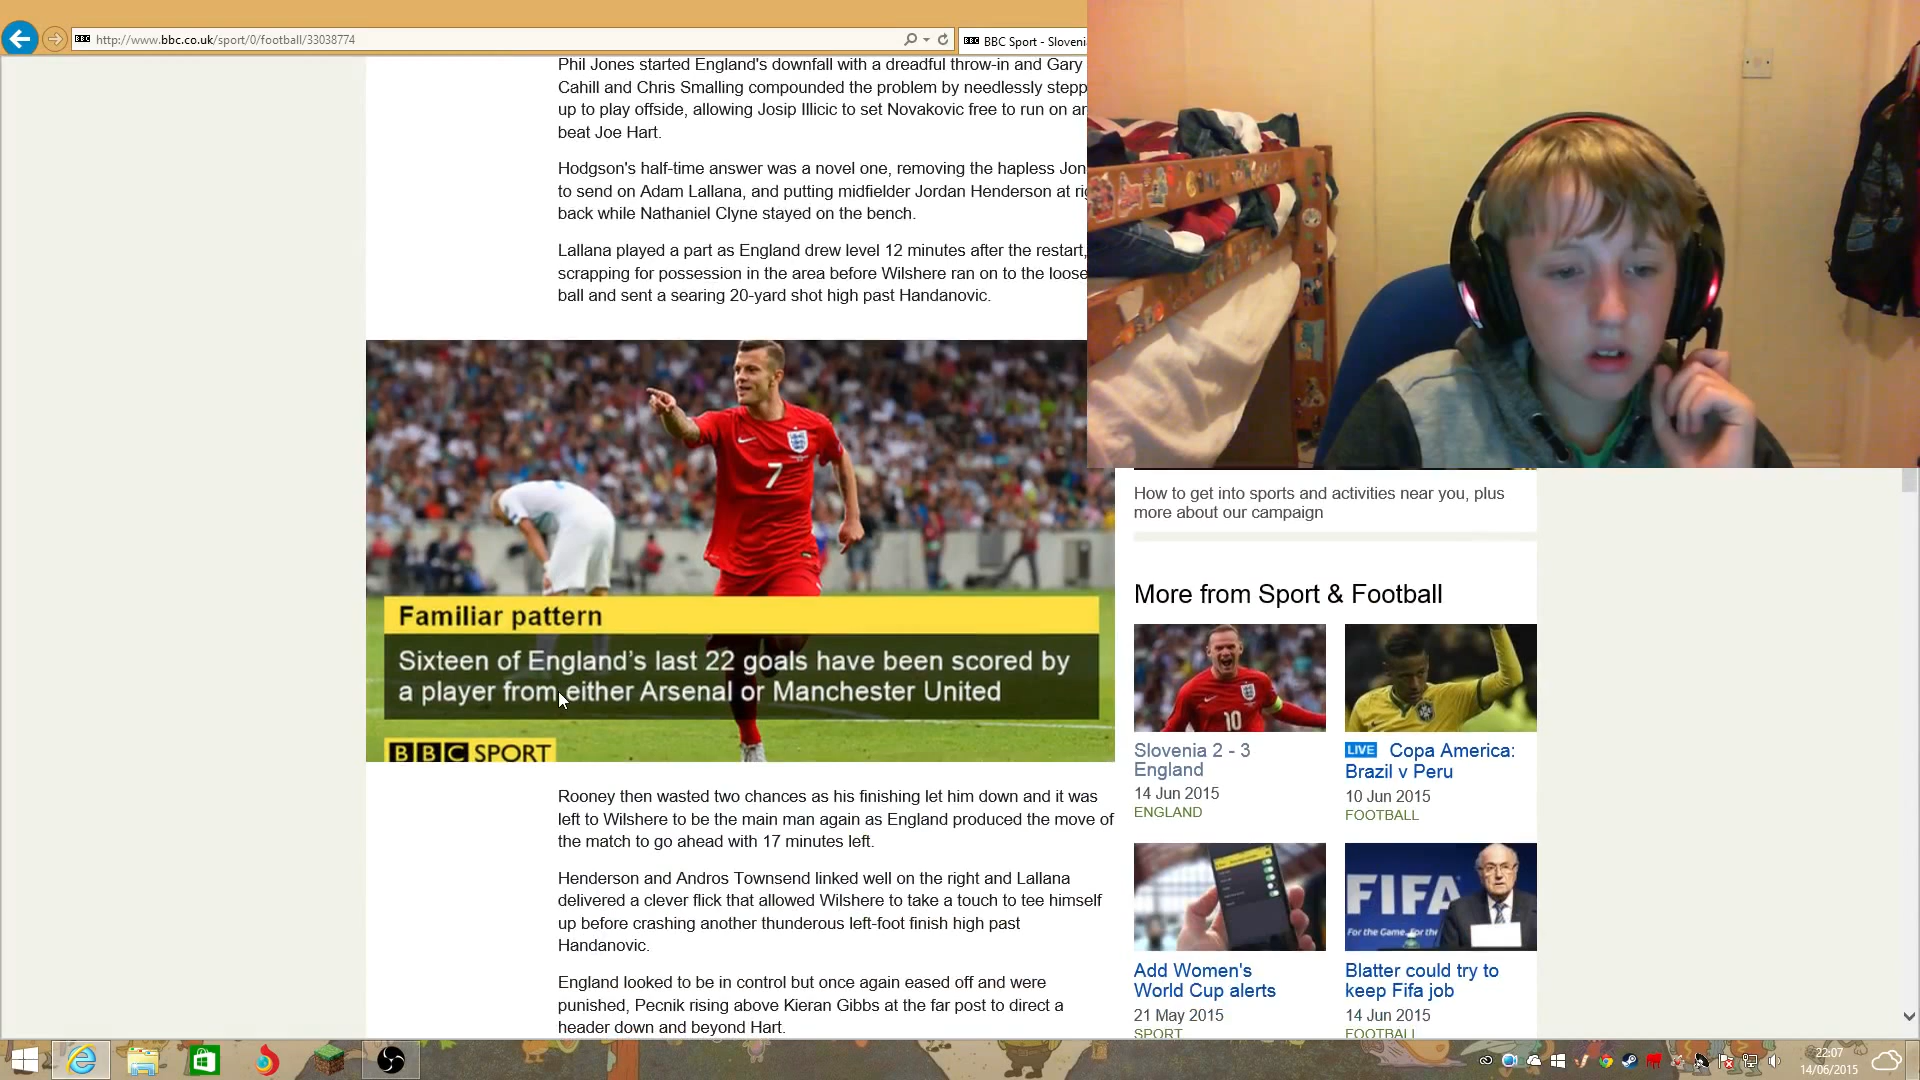 http://www.bbc.co.uk/sport/0/football/33038774
BBC Sport - Sloveni
Phil Jones started England's downfall with a dreadful throw-in and Gary
Cahill and Chris Smalling compounded the problem by needlessly stepp
up to play offside, allowing Josip Illicic to set Novakovic free to run on an
beat Joe Hart.
Hodgson's half-time answer was a novel one, removing the hapless Jon
to send on Adam Lallana, and putting midfielder Jordan Henderson at rig
back while Nathaniel Clyne stayed on the bench.
Lallana played a part as England drew level 12 minutes after the restart,
scrapping for possession in the area before Wilshere ran on to the loose
ball and sent a searing 20-yard shot high past Handanovic.
7
Familiar pattern
Sixteen of England's last 22 goals have been scored by
a player from either Arsenal or Manchester United
BBC SPORT
Rooney then wasted two chances as his finishing let him down and it was
left to Wilshere to be the main man again as England produced the move of
the match to go ahead with 17 minutes left.
Henderson and Andros Townsend linked well on the right and Lallana
delivered a clever flick that allowed Wilshere to take a touch to tee himself
up before crashing another thunderous left-foot finish high past
Handanovic.
England looked to be in control but once again eased off and were
punished, Pecnik rising above Kieran Gibbs at the far post to direct a
header down and beyond Hart.
How to get into sports and activities near you, plus
more about our campaign
More from Sport & Football
10
Slovenia 2 - 3
England
14 Jun 2015
ENGLAND
LIVE Copa America:
Brazil v Peru
10 Jun 2015
FOOTBALL
FIFA
For the Game. For the
Add Women's
World Cup alerts
21 May 2015
SPORT
Blatter could try to
keep Fifa job
14 Jun 2015
FOOTBALL
22:07
14/06/2015